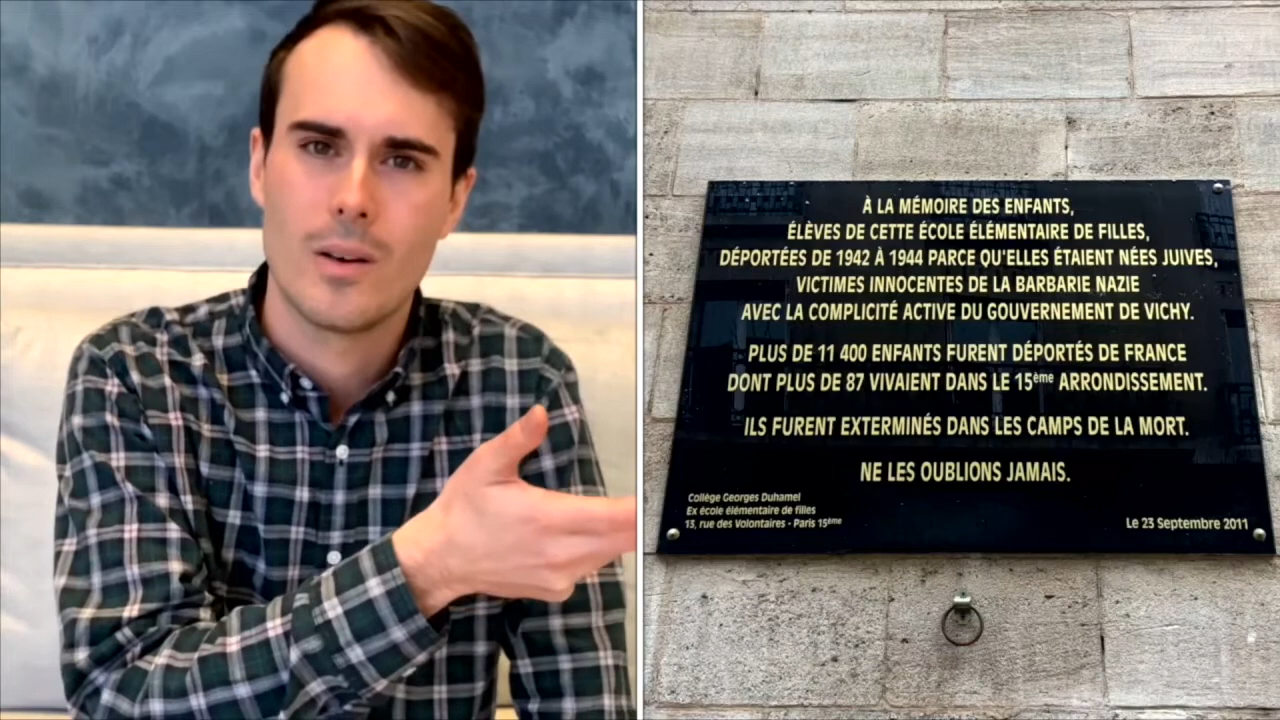 À LA MÉMOIRE DES ENFANTS,
ÉLÈVES DE CETTE ÉCOLE ÉLÉMENTAIRE DE FILLES,
DÉPORTÉES DE 1942 À 1944 PARCE QU'ELLES ÉTAIENT NÉES JUIVES,
VICTIMES INNOCENTES DE LA BARBARIE NAZIE
AVEC LA COMPLICITÉ ACTIVE DU GOUVERNEMENT DE VICHY.
PLUS DE 11 400 ENFANTS FURENT DÉPORTÉS DE FRANCE
DONT PLUS DE 87 VIVAIENT DANS LE 15ème ARRONDISSEMENT.
ILS FURENT EXTERMINÉS DANS LES CAMPS DE LA MORT.
NE LES OUBLIONS JAMAIS.
Collège Georges Duhamel
Ex école élémentaire de filles
13, rue des Volontaires - Paris 15ème
Le 23 Septembre 2011